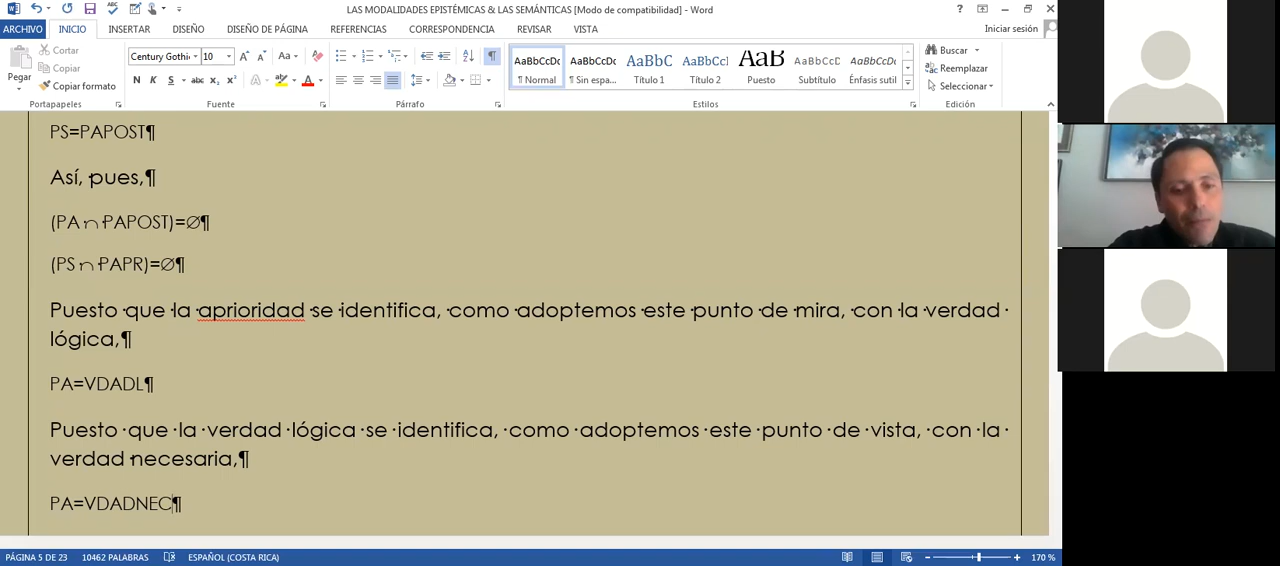 LAS MODALIDADES EPISTÉMICAS & LAS SEMÁNTICAS [Modo de compatibilidad] - Word
ARCHIVO INICIO INSERTAR DISEÑO DISEÑO DE PÁGINA REFERENCIAS CORRESPONDENCIA REVISAR VISTA Iniciar sesión
Pegar
Cortar
Copiar
Copiar formato
Portapapeles
Century Gothi 10
N K S abc x₂ x²
Fuente
Párrafo
AaBbCcDc AaBbCcDc AaBbC AaBbCcD AaB AaBbCcD AaBbCcDc
¶ Normal ¶ Sin espa... Título 1 Título 2 Puesto Subtítulo Énfasis sutil
Estilos
Buscar
Reemplazar
Seleccionar
Edición
PS=PAPOST¶
Así, pues,¶
(PA∩PAPOST)=∅¶
(PS∩PAPR)=∅¶
Puesto que la aprioridad se identifica, como adoptemos este punto de mira, con la verdad
lógica,¶
PA=VDADL¶
Puesto que la verdad lógica se identifica, como adoptemos este punto de vista, con la
verdad necesaria,¶
PA=VDADNEC¶
PÁGINA 5 DE 23 10462 PALABRAS ESPAÑOL (COSTA RICA) 170 %